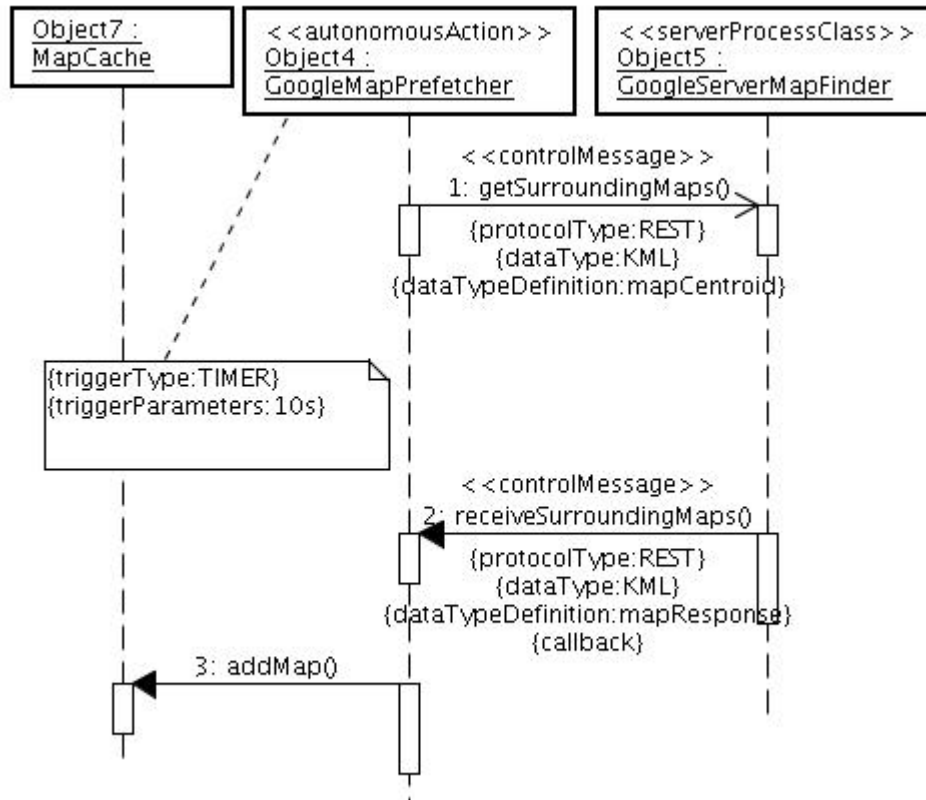 Object7 :
MapCache
<<autonomousAction>>
Object4 :
GoogleMapPrefetcher
<<serverProcessClass>>
Object5 :
GoogleServerMapFinder
<<controlMessage>>
1: getSurroundingMaps()
{protocolType:REST}
{dataType:KML}
{dataTypeDefinition:mapCentroid}
{triggerType:TIMER}
{triggerParameters:10s}
<<controlMessage>>
2: receiveSurroundingMaps()
{protocolType:REST}
{dataType:KML}
{dataTypeDefinition:mapResponse}
{callback}
3: addMap()